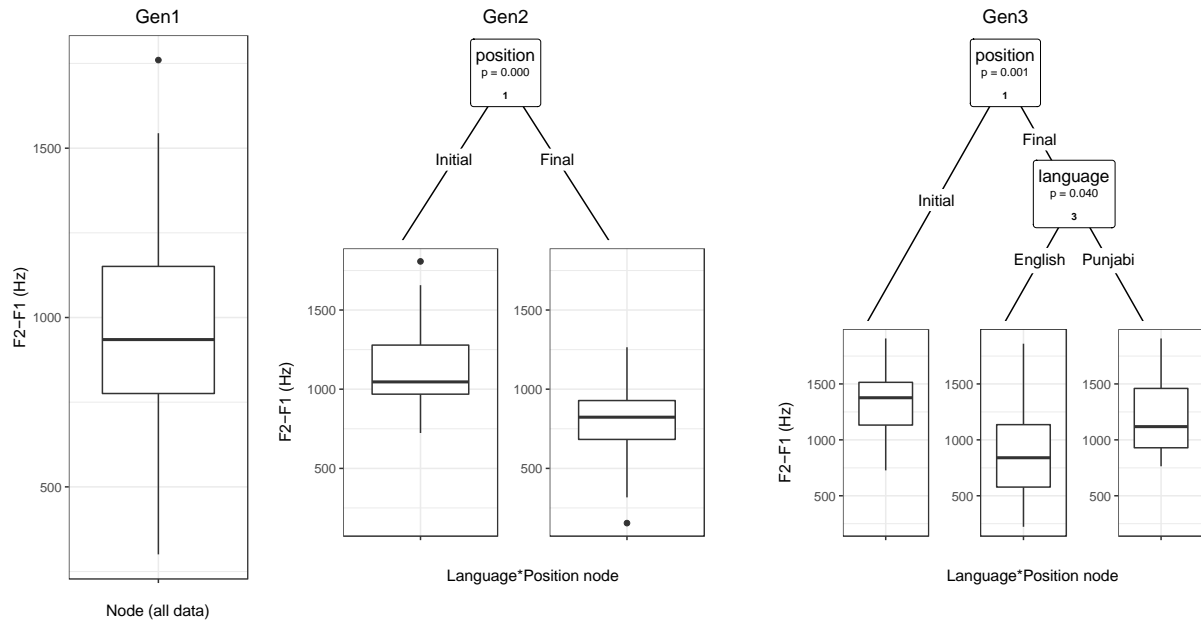 Gen1
F2−F1 (Hz)
1500
1000
500
Node (all data)
Gen2
position
p = 0.000
1
Initial
Final
F2−F1 (Hz)
1500
1000
500
1500
1000
500
Language*Position node
Gen3
position
p = 0.001
1
Initial
Final
language
p = 0.040
3
English
Punjabi
F2−F1 (Hz)
1500
1000
500
1500
1000
500
1500
1000
500
Language*Position node